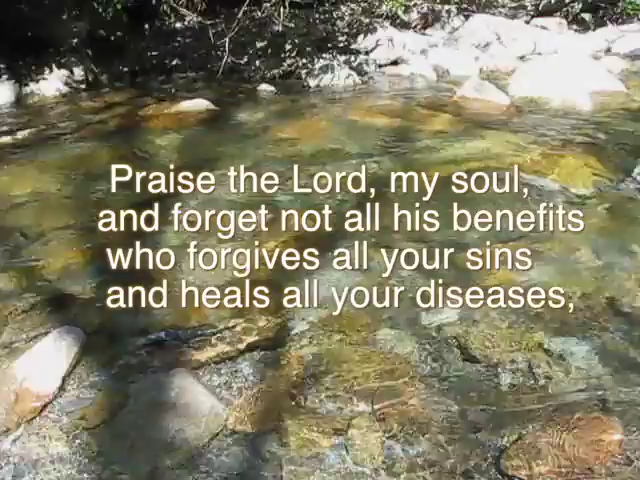 Praise the Lord, my soul,
and forget not all his benefits
who forgives all your sins
and heals all your diseases,